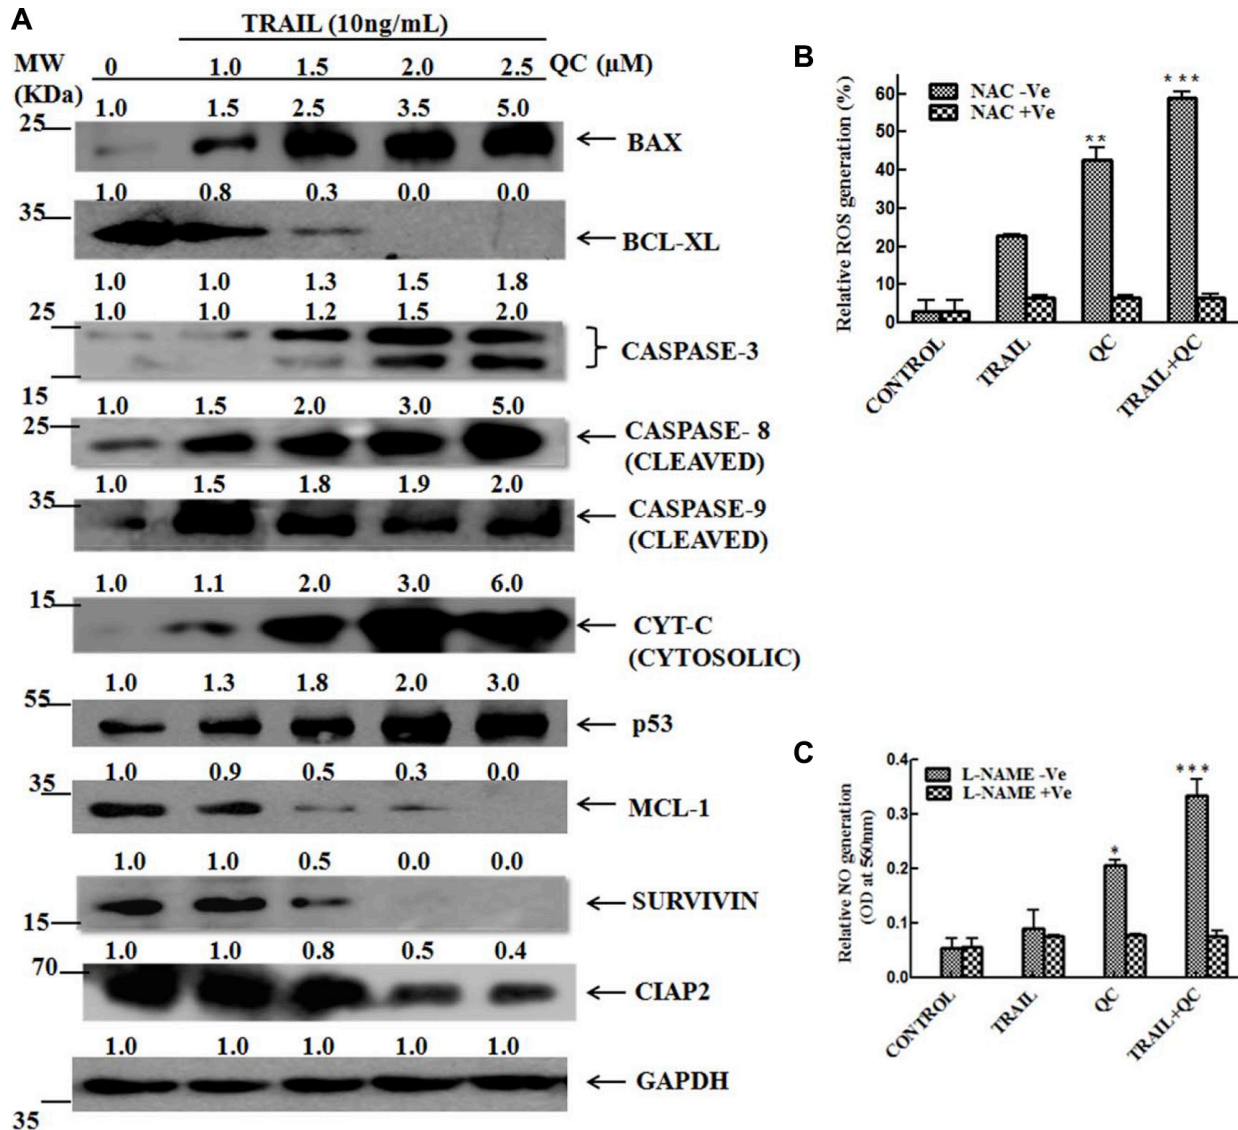 A
TRAIL (10ng/mL)
MW
(KDa)
0 1.0 1.5 2.0 2.5 QC (µM)
1.0 1.5 2.5 3.5 5.0
25
BAX
1.0 0.8 0.3 0.0 0.0
35
BCL-XL
1.0 1.0 1.3 1.5 1.8
1.0 1.0 1.2 1.5 2.0
25
CASPASE-3
15
1.0 1.5 2.0 3.0 5.0
25
CASPASE- 8
(CLEAVED)
1.0 1.5 1.8 1.9 2.0
35
CASPASE-9
(CLEAVED)
1.0 1.1 2.0 3.0 6.0
15
CYT-C
(CYTOSOLIC)
1.0 1.3 1.8 2.0 3.0
55
p53
1.0 0.9 0.5 0.3 0.0
35
MCL-1
1.0 1.0 0.5 0.0 0.0
SURVIVIN
15
1.0 1.0 0.8 0.5 0.4
70
CIAP2
1.0 1.0 1.0 1.0 1.0
GAPDH
35
B
Relative ROS generation (%)
60
50
40
20
10
0
NAC -Ve
NAC +Ve
**
***
CONTROL
TRAIL
QC
TRAIL+QC
C
Relative NO generation
(OD at 560nm)
0.4
0.3
0.2
0.1
0.0
L-NAME -Ve
L-NAME +Ve
*
***
CONTROL
TRAIL
QC
TRAIL+QC